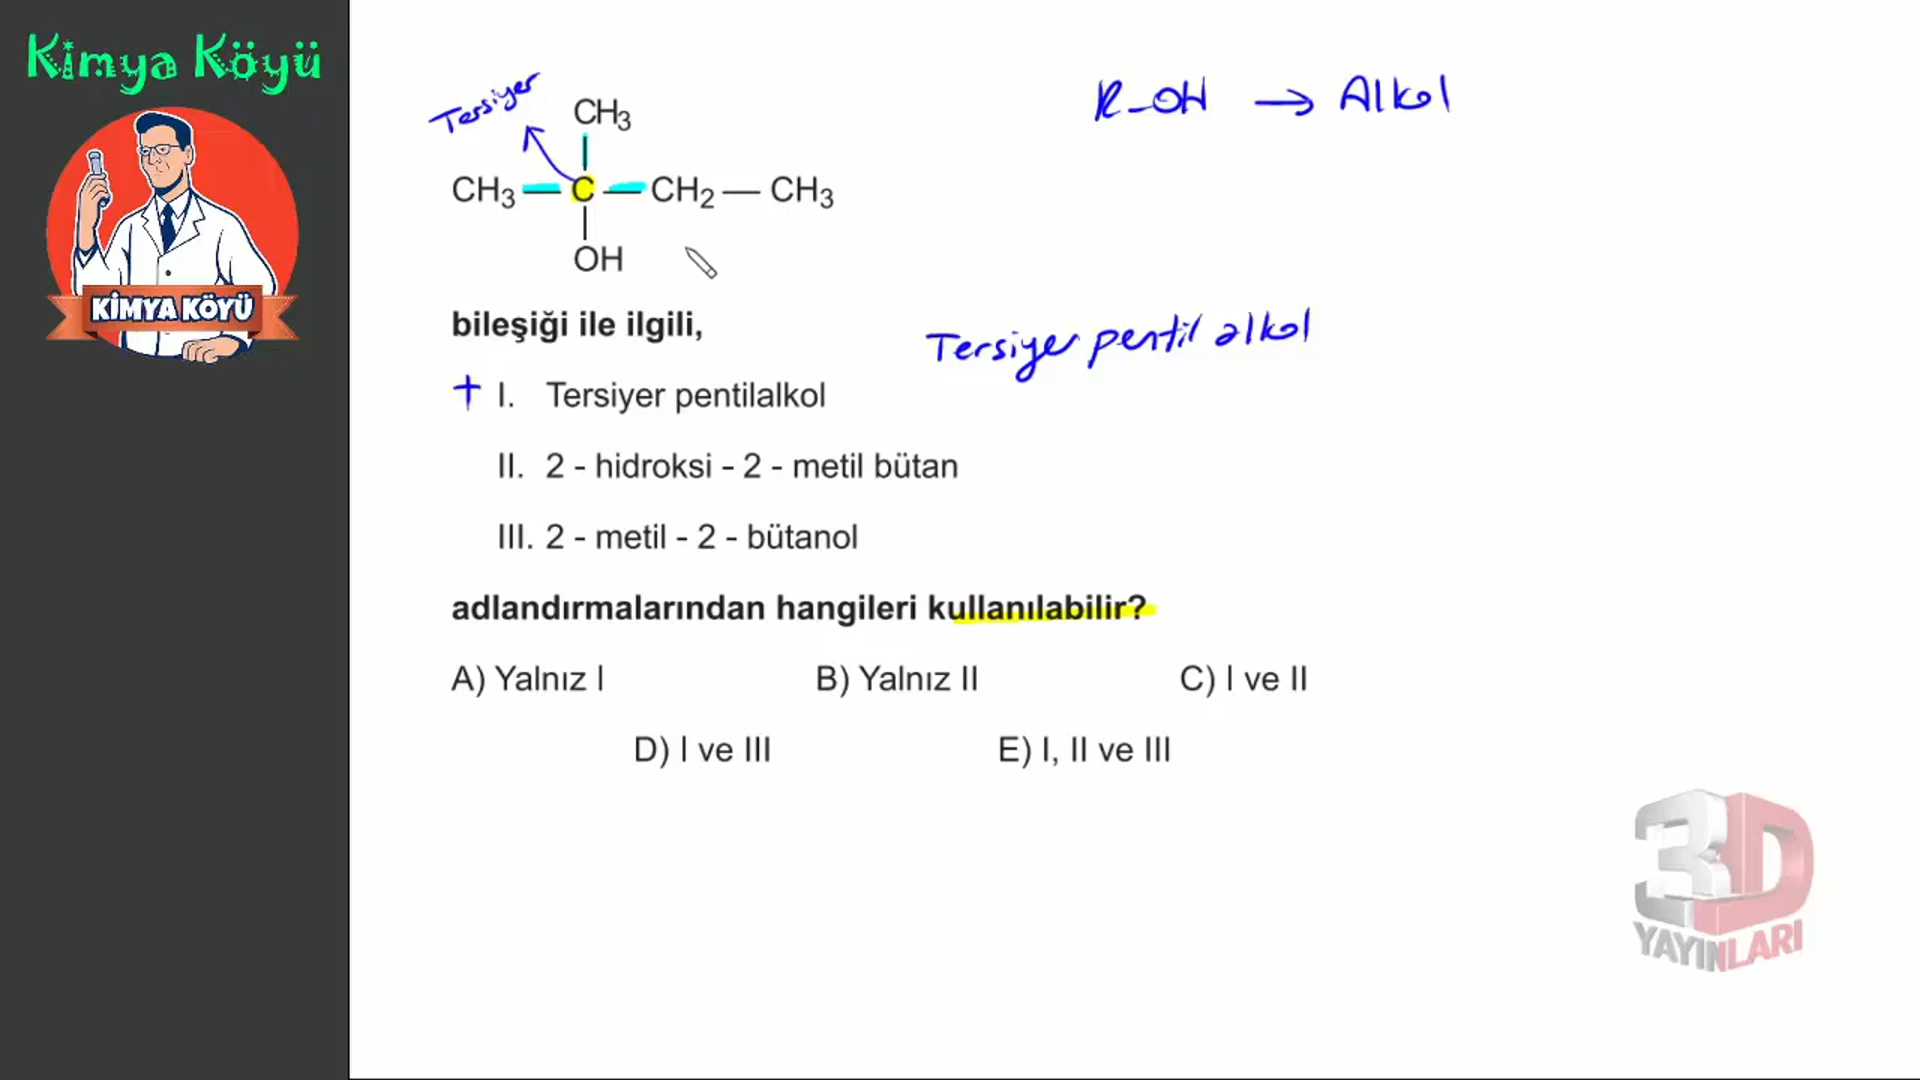 Kimya Köyü
KİMYA KÖYÜ
Tersiyer
R-OH → Alkol
CH₃
CH₃ — C — CH₂ — CH₃
OH
bileşiği ile ilgili,
Tersiyer pentil alkol
+ I. Tersiyer pentilalkol
II. 2 - hidroksi - 2 - metil bütan
III. 2 - metil - 2 - bütanol
adlandırmalarından hangileri kullanılabilir?
A) Yalnız I B) Yalnız II C) I ve II
D) I ve III E) I, II ve III
3D
YAYINLARI